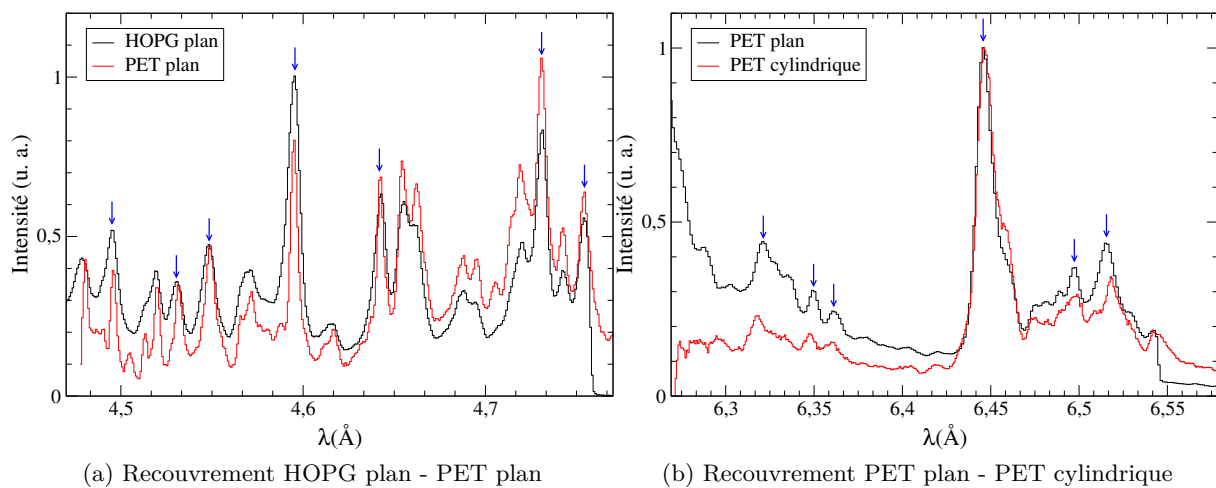 HOPG plan
PET plan
Intensité (u. a.)
1
0,5
0
4,5
4,6
4,7
λ(Å)
(a) Recouvrement HOPG plan - PET plan
PET plan
PET cylindrique
Intensité (u. a.)
1
0,5
0
6,3
6,35
6,4
6,45
6,5
6,55
λ(Å)
(b) Recouvrement PET plan - PET cylindrique